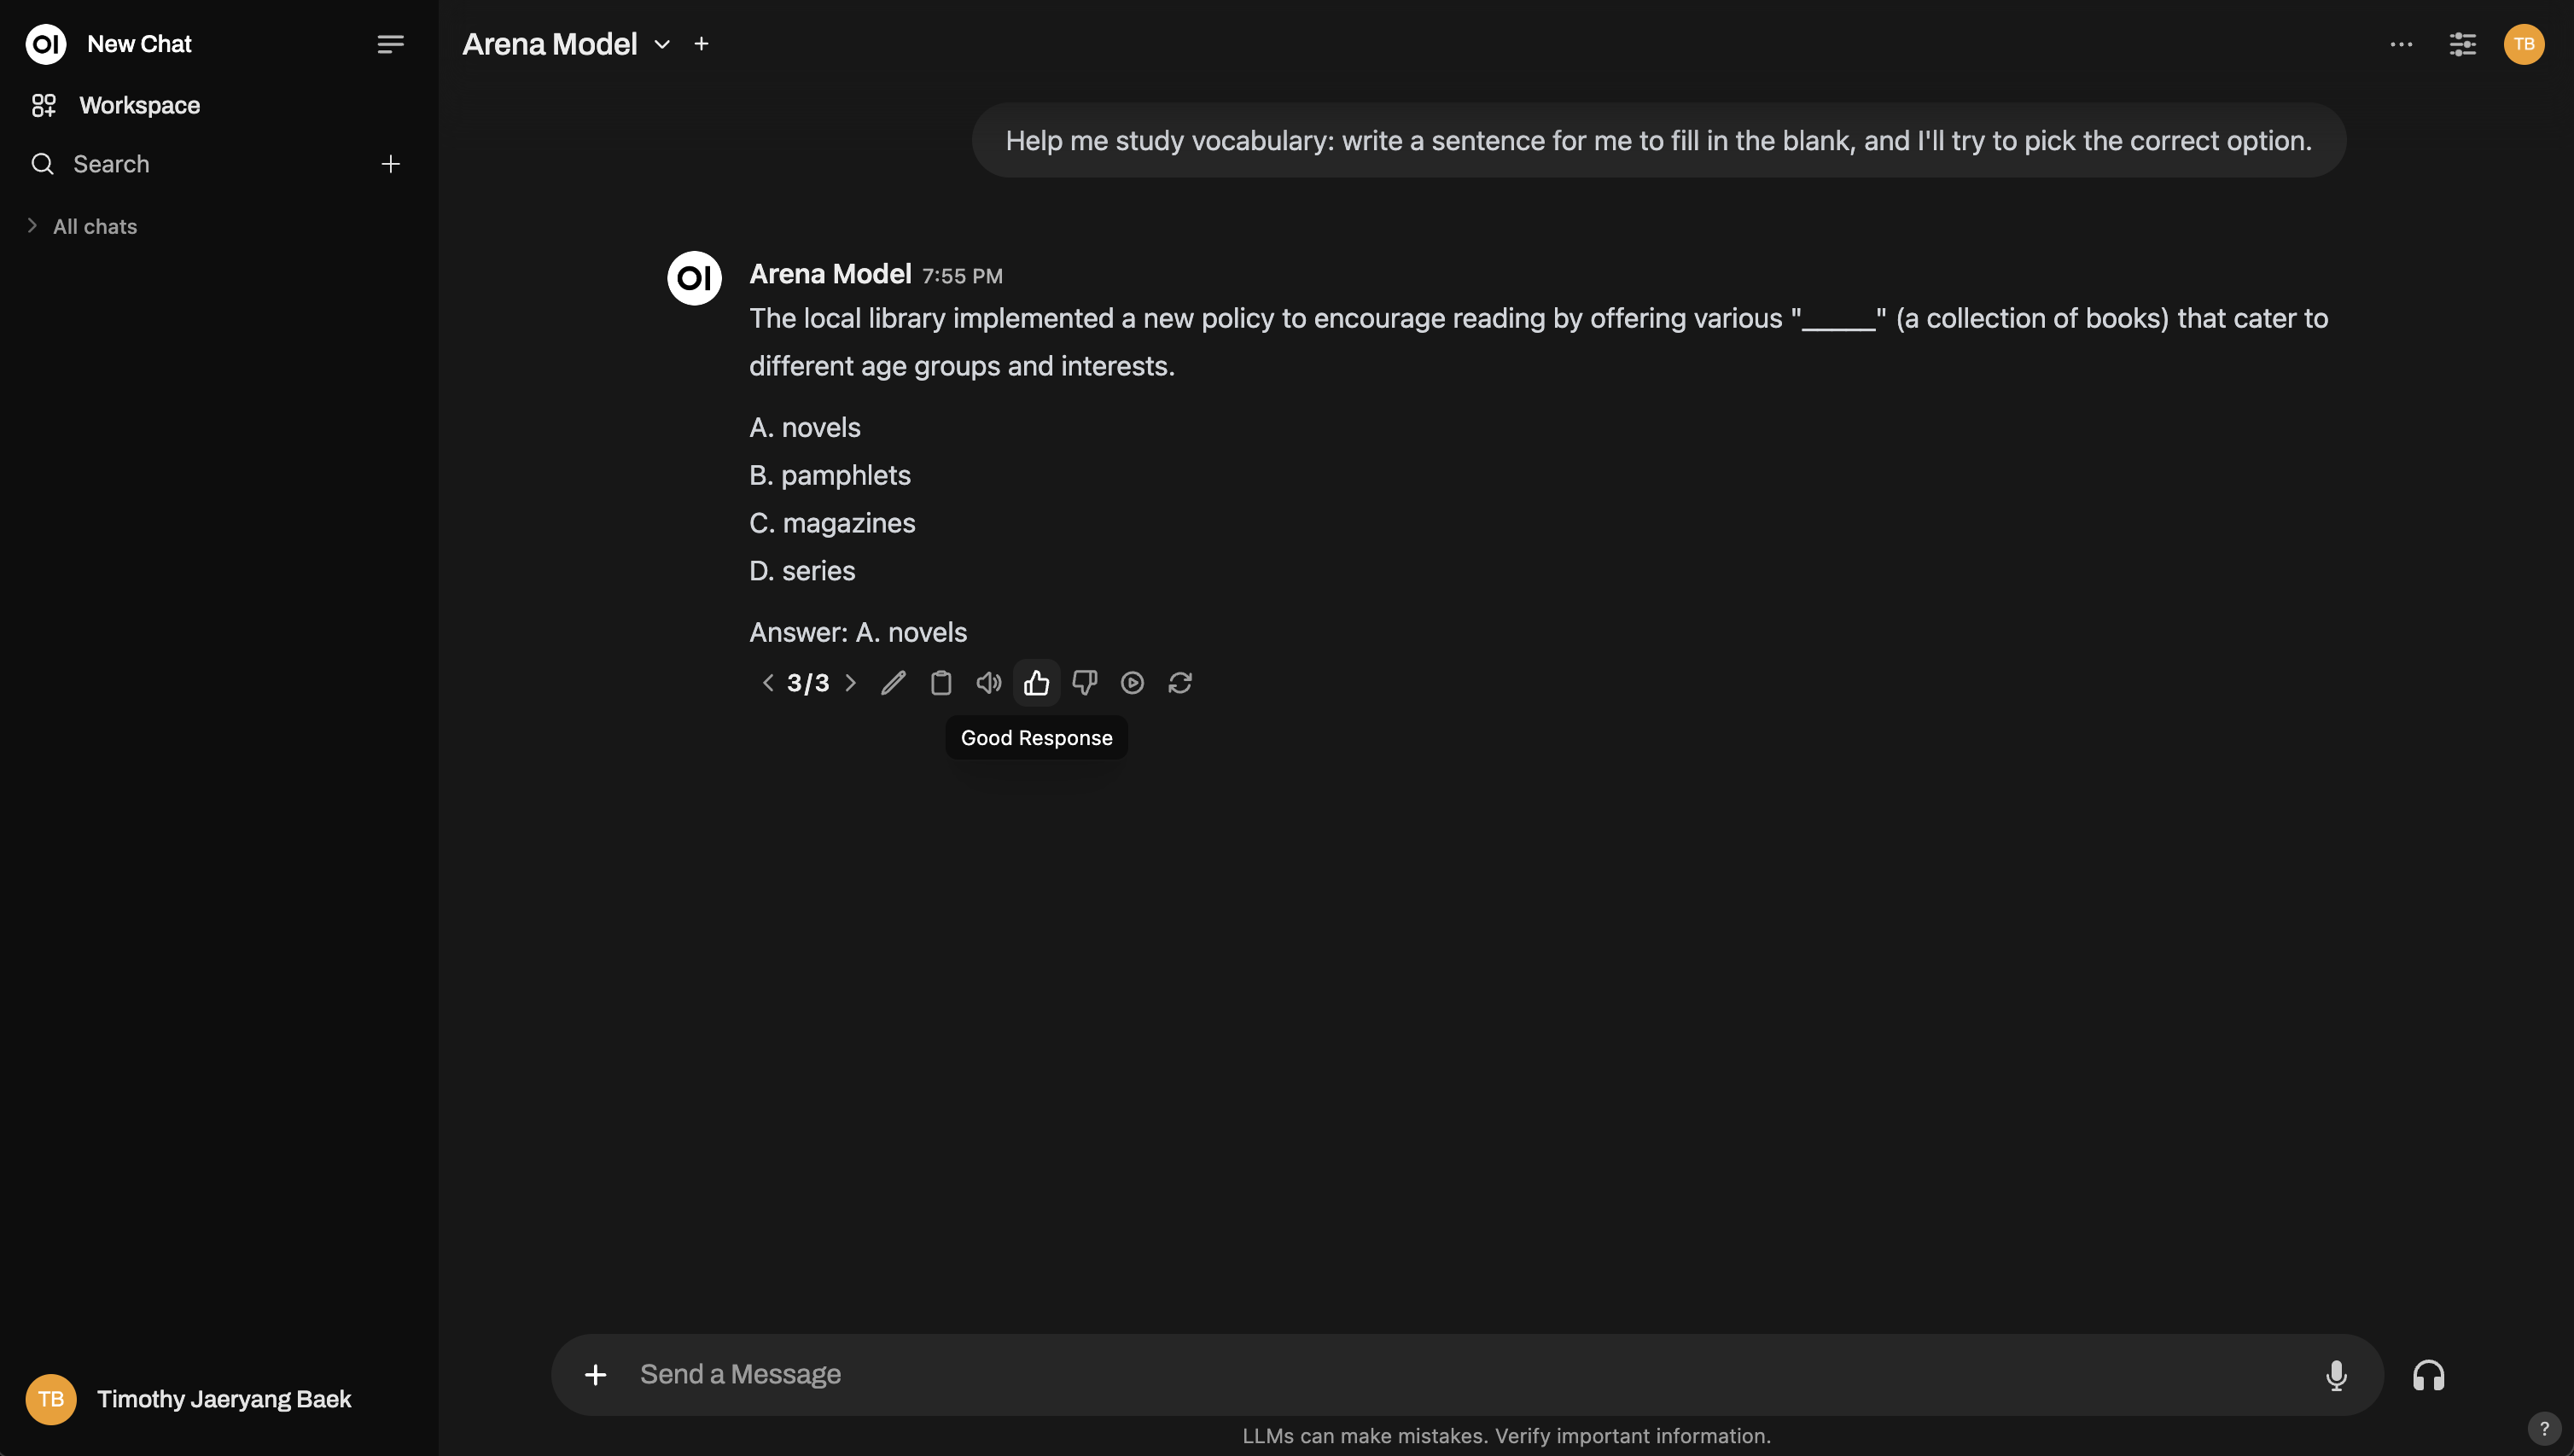 OI New Chat
Workspace
Search
All chats
Arena Model
TB
Help me study vocabulary: write a sentence for me to fill in the blank, and I'll try to pick the correct option.
OI
Arena Model 7:55 PM
The local library implemented a new policy to encourage reading by offering various "______" (a collection of books) that cater to
different age groups and interests.
A. novels
B. pamphlets
C. magazines
D. series
Answer: A. novels
3/3
Good Response
Send a Message
TB Timothy Jaeryang Baek
LLMs can make mistakes. Verify important information.
?